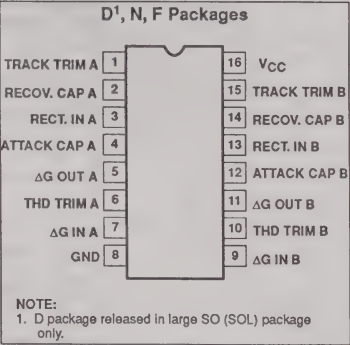 D¹, N, F Packages
TRACK TRIM A 1 16 VCC
RECOV. CAP A 2 15 TRACK TRIM B
RECT. IN A 3 14 RECOV. CAP B
ATTACK CAP A 4 13 RECT. IN B
ΔG OUT A 5 12 ATTACK CAP B
THD TRIM A 6 11 ΔG OUT B
ΔG IN A 7 10 THD TRIM B
GND 8 9 ΔG IN B
NOTE:
1. D package released in large SO (SOL) package
only.